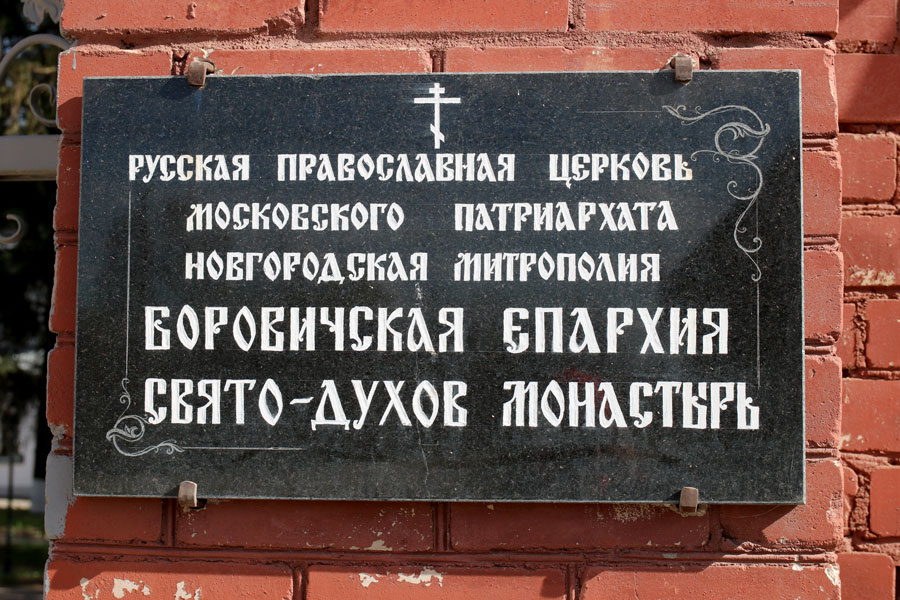 РУССКАЯ ПРАВОСЛАВНАЯ ЦЕРКОВЬ
МОСКОВСКОГО ПАТРИАРХАТА
НОВГОРОДСКАЯ МИТРОПОЛИЯ
БОРОВИЧСКАЯ ЕПАРХИЯ
СВЯТО-ДУХОВ МОНАСТЫРЬ